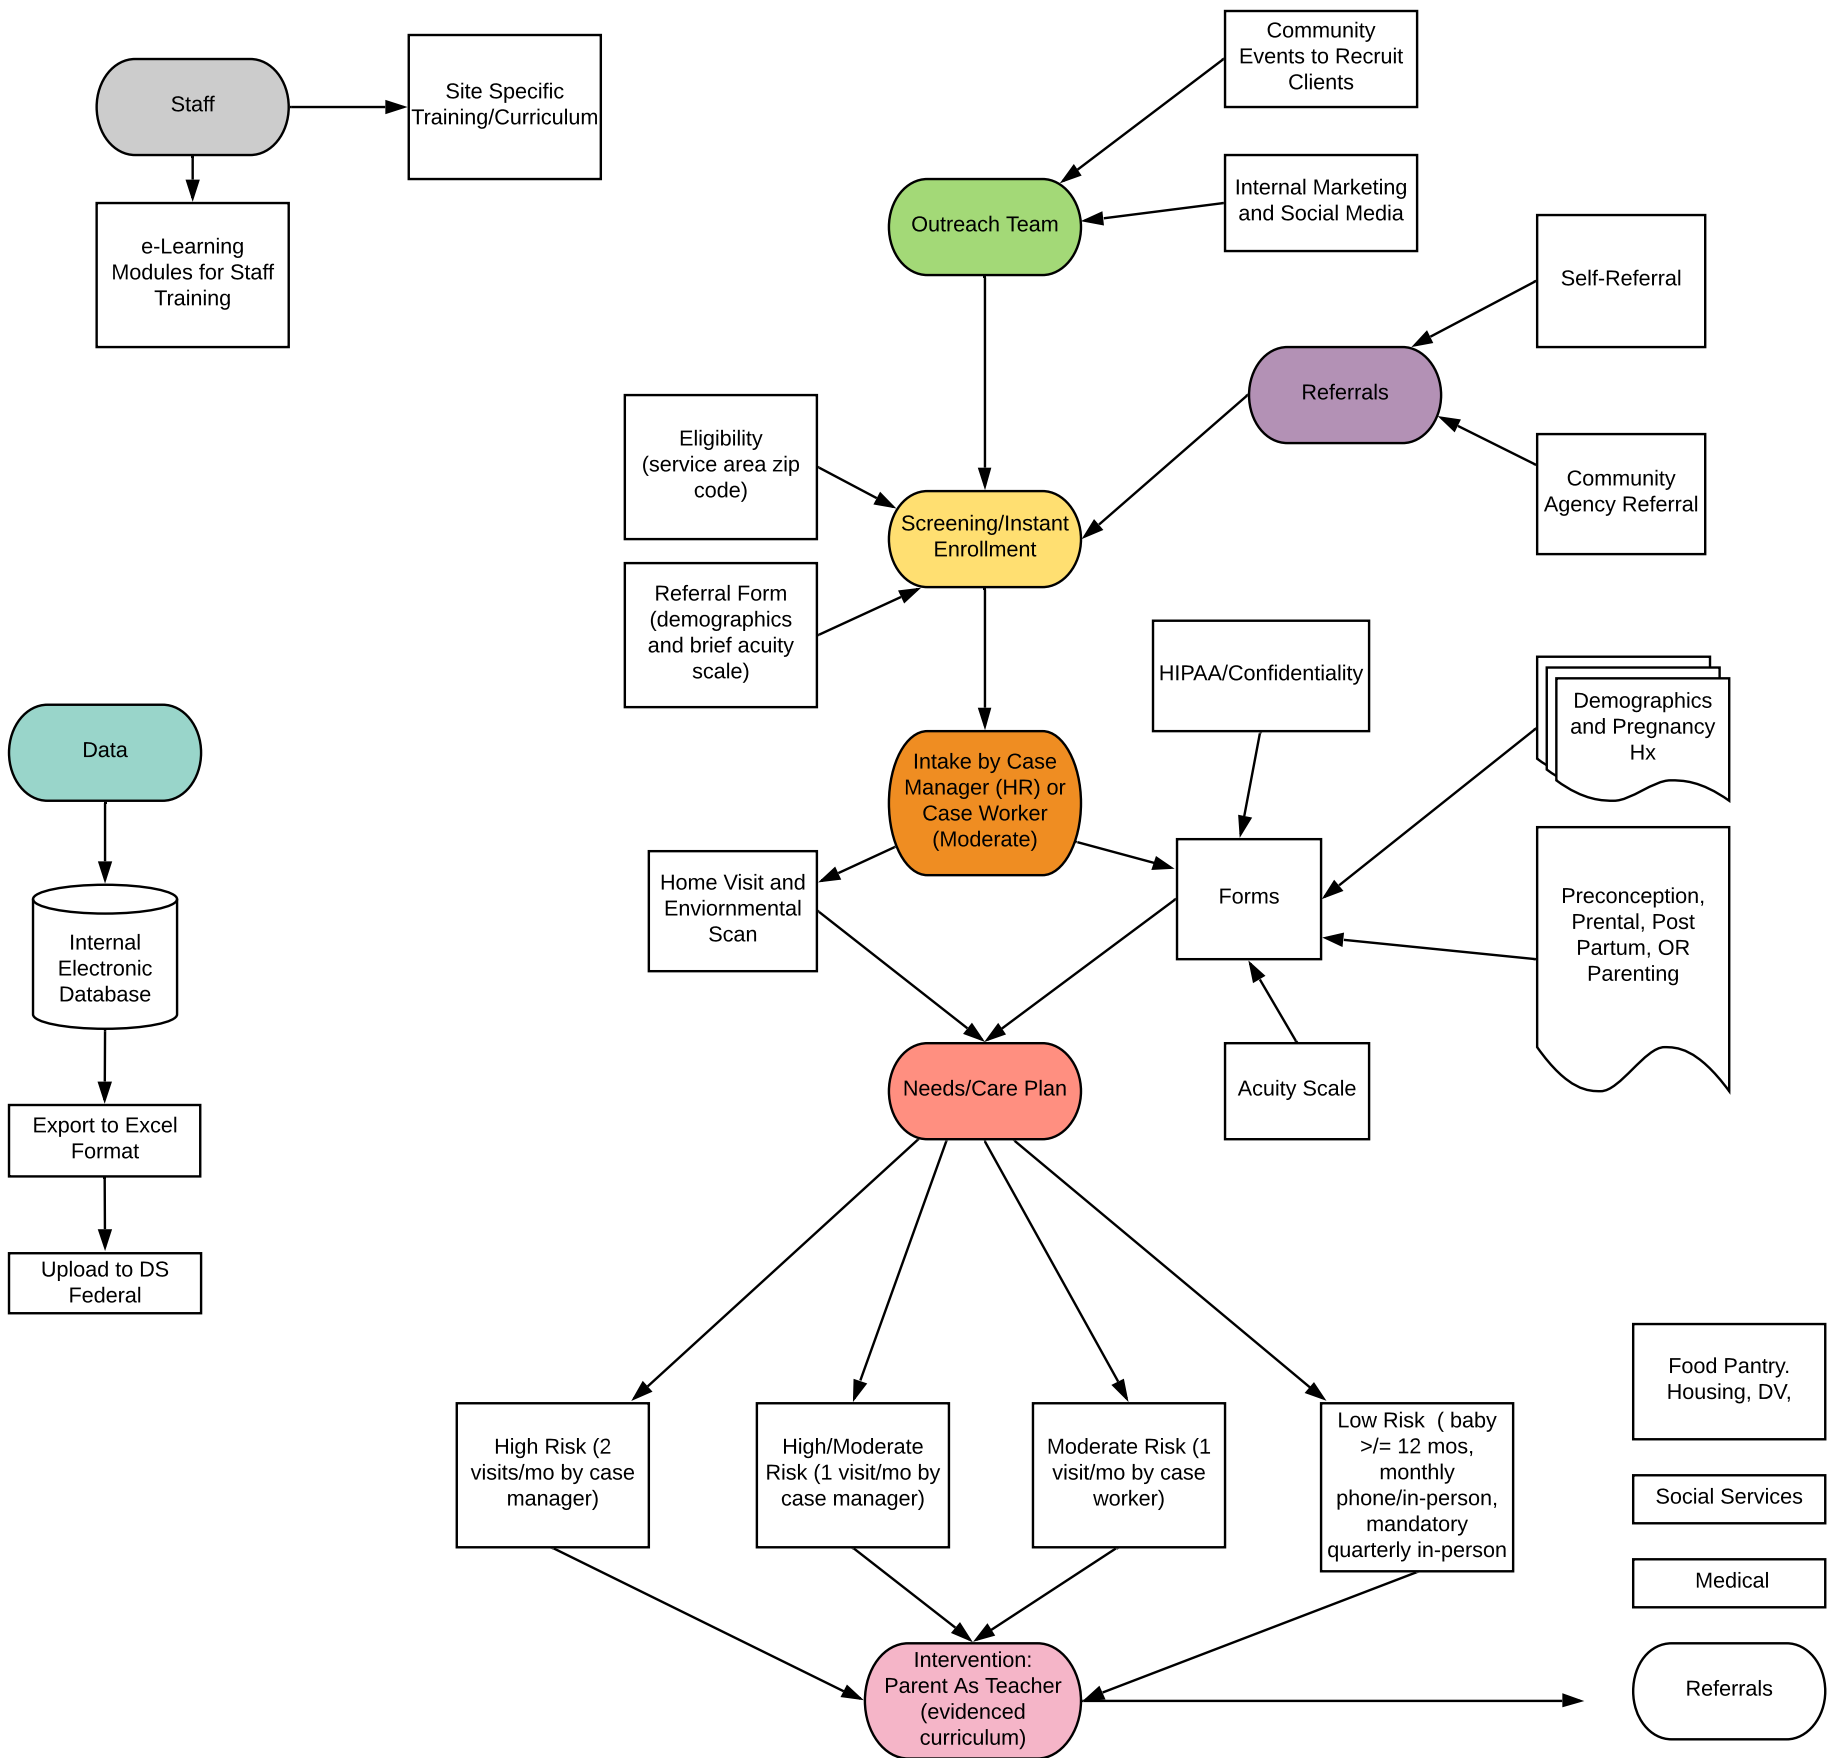 Community
Events to Recruit
Clients
Site Specific
Training/Curriculum
Staff
Internal Marketing
and Social Media
Outreach Team
e-Learning
Modules for Staff
Training
Self-Referral
Referrals
Eligibility
(service area zip
code)
Community
Agency Referral
Screening/Instant
Enrollment
Referral Form
(demographics
and brief acuity
scale)
HIPAA/Confidentiality
Demographics
and Pregnancy
Hx
Data
Intake by Case
Manager (HR) or
Case Worker
(Moderate)
Home Visit and
Enviornmental
Scan
Forms
Preconception,
Prental, Post
Partum, OR
Parenting
Internal
Electronic
Database
Needs/Care Plan
Acuity Scale
Export to Excel
Format
Upload to DS
Federal
Food Pantry.
Housing, DV,
High Risk (2
visits/mo by case
manager)
High/Moderate
Risk (1 visit/mo by
case manager)
Moderate Risk (1
visit/mo by case
worker)
Low Risk  ( baby
>/= 12 mos,
monthly
phone/in-person,
mandatory
quarterly in-person
Social Services
Medical
Intervention:
Parent As Teacher
(evidenced
curriculum)
Referrals